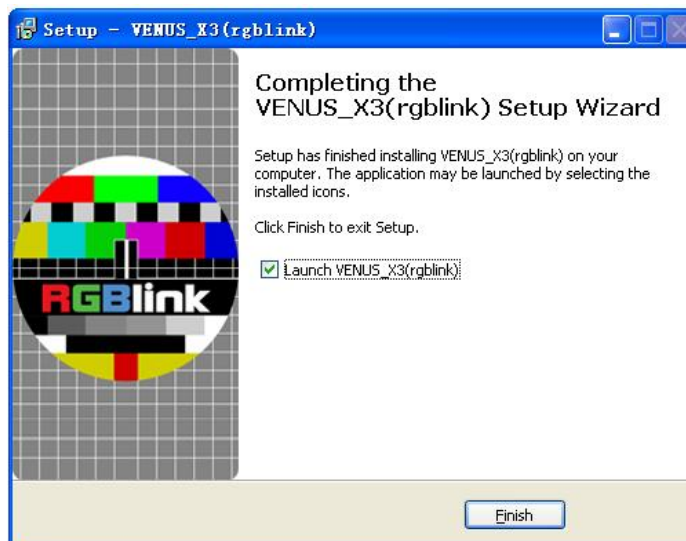 Setup - VENUS_X3(rgblink)
Completing the
VENUS_X3(rgblink) Setup Wizard
Setup has finished installing VENUS_X3(rgblink) on your
computer. The application may be launched by selecting the
installed icons.
Click Finish to exit Setup.
Launch VENUS_X3(rgblink)
RGBlink
Finish